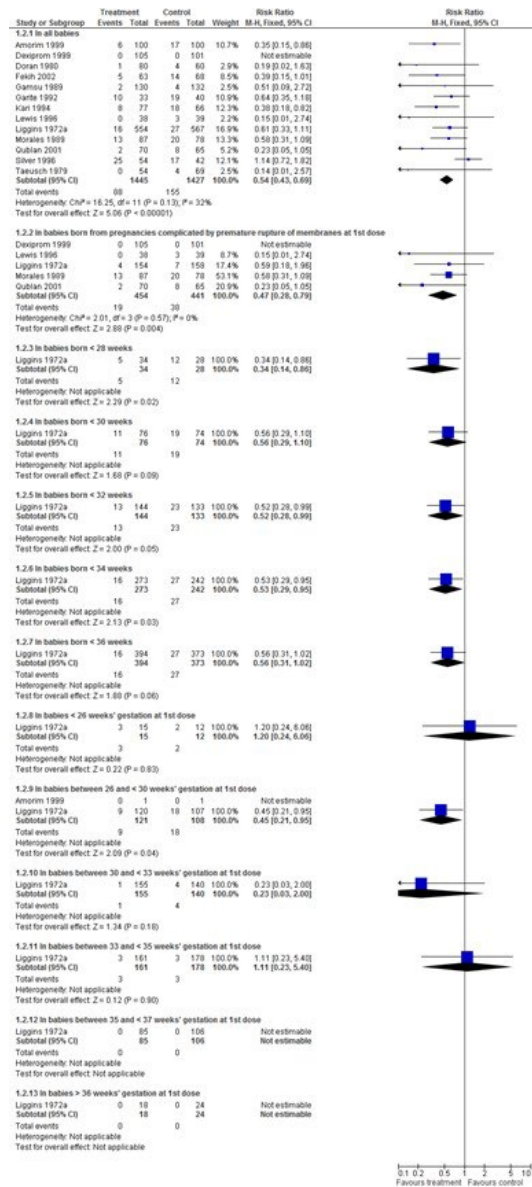 Treatment Control Risk Ratio Risk Ratio
Study or Subgroup Events Total Events Total Weight M-H, Fixed, 95% CI M-H, Fixed, 95% CI
1.2.1 In all babies
Amorim 1999 6 100 17 100 10.7% 0.35 [0.15, 0.86]
Dexiprom 1999 0 105 0 101 Not estimable
Doran 1980 1 80 4 60 2.9% 0.19 [0.02, 1.63]
Fekih 2002 5 63 14 68 8.4% 0.39 [0.15, 1.01]
Gamsu 1989 2 130 4 132 2.5% 0.51 [0.09, 2.72]
Garite 1992 10 33 19 40 10.8% 0.64 [0.35, 1.18]
Kari 1994 8 77 18 66 12.2% 0.38 [0.18, 0.82]
Lewis 1996 0 38 3 39 0.15 [0.01, 2.74]
Liggins 1972a 16 554 27 567 0.61 [0.33, 1.11]
Morales 1989 13 87 20 78 0.58 [0.31, 1.09]
Qublan 2001 2 70 8 65 0.23 [0.05, 1.05]
Silver 1996 25 54 17 42 1.14 [0.72, 1.82]
Taeusch 1979 0 54 4 69 0.14 [0.01, 2.57]
Subtotal (95% CI) 1445 1427 100.0% 0.54 [0.43, 0.69]
Total events 88 155
Heterogeneity: Chi² = 16.25, df = 11 (P = 0.13); I² = 32%
Test for overall effect: Z = 5.06 (P < 0.00001)
1.2.2 In babies born from pregnancies complicated by premature rupture of membranes at 1st dose
Dexiprom 1999 0 105 0 101 Not estimable
Lewis 1996 0 38 3 39 0.15 [0.01, 2.74]
Liggins 1972a 4 154 7 158 17.4% 0.59 [0.18, 1.96]
Morales 1989 13 87 20 78 53.1% 0.58 [0.31, 1.09]
Qublan 2001 2 70 8 65 0.23 [0.05, 1.05]
Subtotal (95% CI) 454 441 100.0% 0.47 [0.28, 0.79]
Total events 19 38
Heterogeneity: Chi² = 2.01, df = 3 (P = 0.57); I² = 0%
Test for overall effect: Z = 2.88 (P = 0.004)
1.2.3 In babies born < 28 weeks
Liggins 1972a 5 34 12 28 100.0% 0.34 [0.14, 0.86]
Subtotal (95% CI) 34 28 100.0% 0.34 [0.14, 0.86]
Total events 5 12
Heterogeneity: Not applicable
Test for overall effect: Z = 2.29 (P = 0.02)
1.2.4 In babies born < 30 weeks
Liggins 1972a 11 76 19 74 100.0% 0.56 [0.29, 1.10]
Subtotal (95% CI) 76 74 100.0% 0.56 [0.29, 1.10]
Total events 11 19
Heterogeneity: Not applicable
Test for overall effect: Z = 1.68 (P = 0.09)
1.2.5 In babies born < 32 weeks
Liggins 1972a 13 144 23 133 100.0% 0.52 [0.28, 0.99]
Subtotal (95% CI) 144 133 100.0% 0.52 [0.28, 0.99]
Total events 13 23
Heterogeneity: Not applicable
Test for overall effect: Z = 2.00 (P = 0.05)
1.2.6 In babies born < 34 weeks
Liggins 1972a 16 273 27 242 100.0% 0.53 [0.29, 0.95]
Subtotal (95% CI) 273 242 100.0% 0.53 [0.29, 0.95]
Total events 16 27
Heterogeneity: Not applicable
Test for overall effect: Z = 2.13 (P = 0.03)
1.2.7 In babies born < 36 weeks
Liggins 1972a 16 394 27 373 100.0% 0.56 [0.31, 1.02]
Subtotal (95% CI) 394 373 100.0% 0.56 [0.31, 1.02]
Total events 16 27
Heterogeneity: Not applicable
Test for overall effect: Z = 1.88 (P = 0.06)
1.2.8 In babies < 26 weeks' gestation at 1st dose
Liggins 1972a 3 15 2 12 100.0% 1.20 [0.24, 6.06]
Subtotal (95% CI) 15 12 100.0% 1.20 [0.24, 6.06]
Total events 3 2
Heterogeneity: Not applicable
Test for overall effect: Z = 0.22 (P = 0.83)
1.2.9 In babies between 26 and < 30 weeks' gestation at 1st dose
Amorim 1999 0 1 0 1 Not estimable
Liggins 1972a 9 120 18 107 100.0% 0.45 [0.21, 0.95]
Subtotal (95% CI) 121 108 100.0% 0.45 [0.21, 0.95]
Total events 9 18
Heterogeneity: Not applicable
Test for overall effect: Z = 2.09 (P = 0.04)
1.2.10 In babies between 30 and < 33 weeks' gestation at 1st dose
Liggins 1972a 1 155 4 140 100.0% 0.23 [0.03, 2.00]
Subtotal (95% CI) 155 140 100.0% 0.23 [0.03, 2.00]
Total events 1 4
Heterogeneity: Not applicable
Test for overall effect: Z = 1.34 (P = 0.18)
1.2.11 In babies between 33 and < 35 weeks' gestation at 1st dose
Liggins 1972a 3 161 3 178 100.0% 1.11 [0.23, 5.40]
Subtotal (95% CI) 161 178 100.0% 1.11 [0.23, 5.40]
Total events 3 3
Heterogeneity: Not applicable
Test for overall effect: Z = 0.12 (P = 0.90)
1.2.12 In babies between 35 and < 37 weeks' gestation at 1st dose
Liggins 1972a 0 85 0 106 Not estimable
Subtotal (95% CI) 85 106 Not estimable
Total events 0 0
Heterogeneity: Not applicable
Test for overall effect: Not applicable
1.2.13 In babies > 36 weeks' gestation at 1st dose
Liggins 1972a 0 18 0 24 Not estimable
Subtotal (95% CI) 18 24 Not estimable
Total events 0 0
Heterogeneity: Not applicable
Test for overall effect: Not applicable
0.1 0.2 0.5 1 2 5 10
Favours treatment Favours control